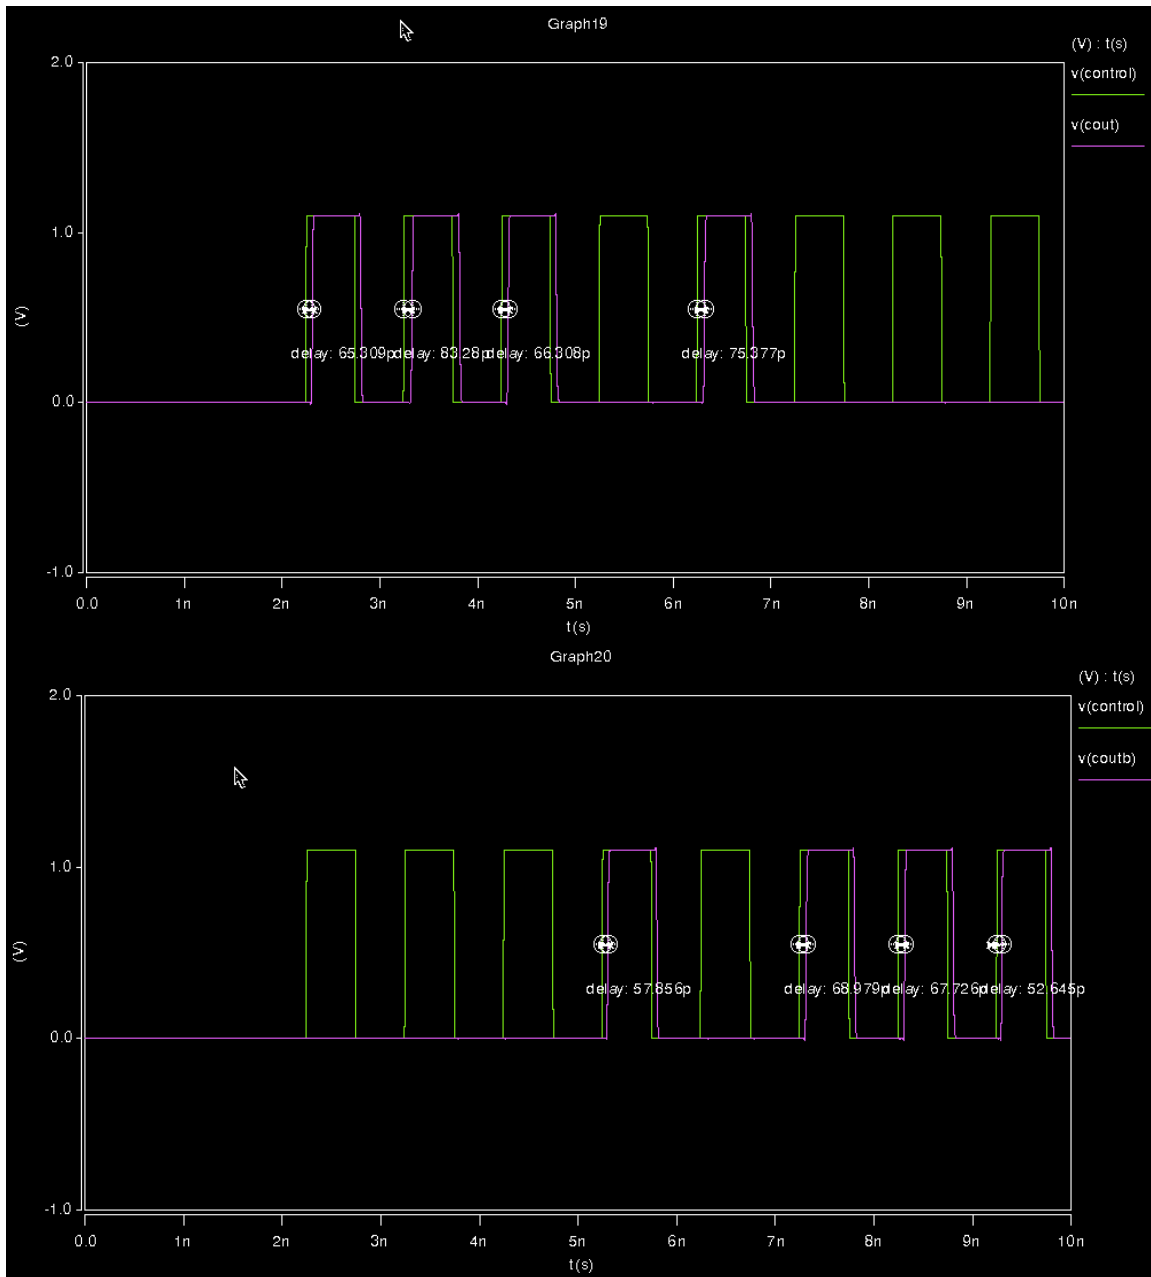 Graph19
(V) : t(s)
v(control)
v(cout)
2.0
1.0
(V)
delay: 65.309p
delay: 83.28p
delay: 66.308p
delay: 75.377p
0.0
-1.0
0.0 1n 2n 3n 4n 5n 6n 7n 8n 9n 10n
t(s)
Graph20
(V) : t(s)
v(control)
v(coutb)
2.0
1.0
(V)
delay: 57.856p
delay: 68.979p
delay: 67.726p
delay: 52.645p
0.0
-1.0
0.0 1n 2n 3n 4n 5n 6n 7n 8n 9n 10n
t(s)